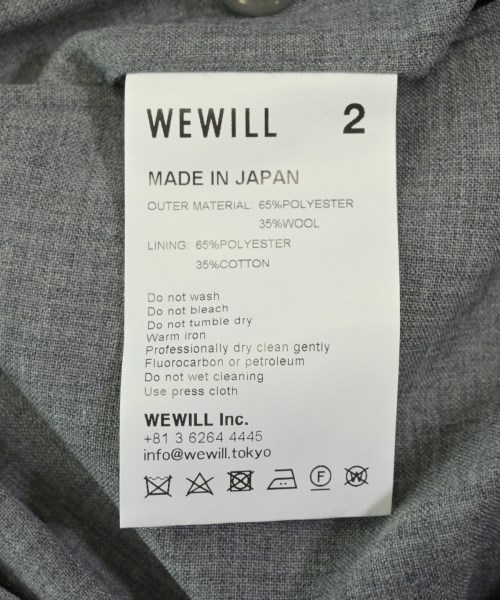 WEWILL 2
MADE IN JAPAN
OUTER MATERIAL: 65%POLYESTER
35%WOOL
LINING: 65%POLYESTER
35%COTTON
Do not wash
Do not bleach
Do not tumble dry
Warm iron
Professionally dry clean gently
Fluorocarbon or petroleum
Do not wet cleaning
Use press cloth
WEWILL Inc.
+81 3 6264 4445
info@wewill.tokyo
F W